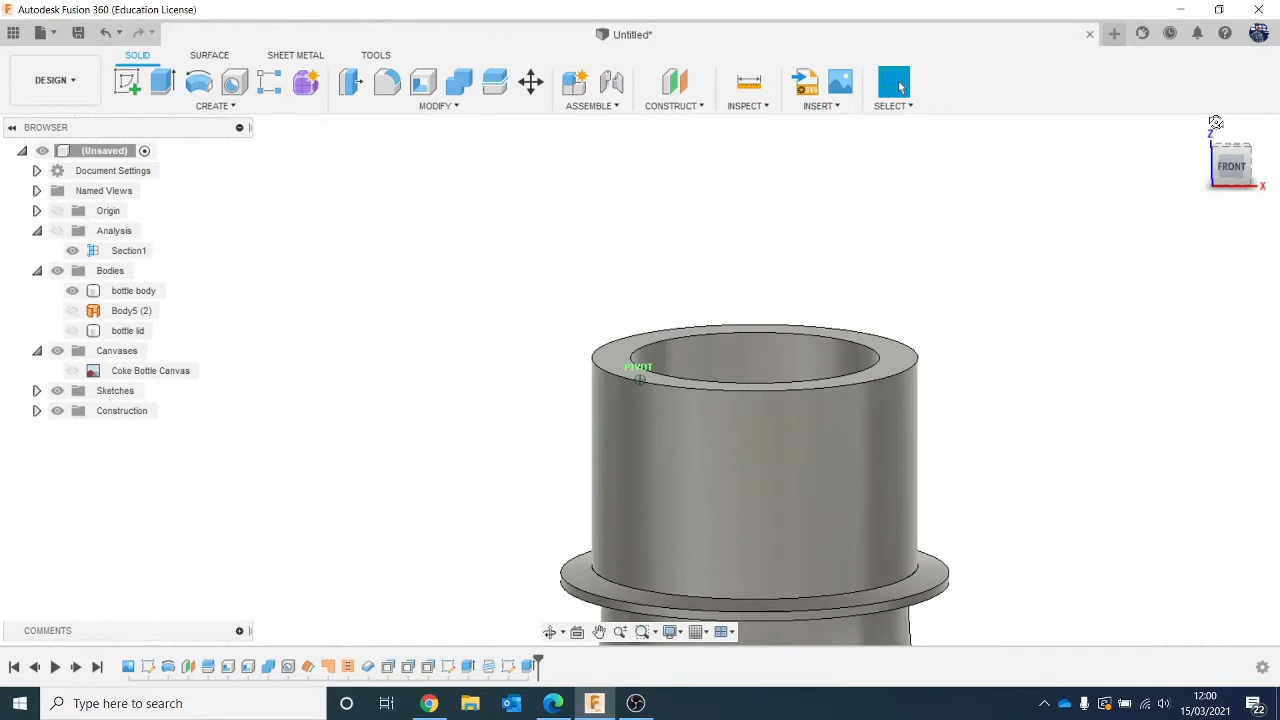 Autodesk Fusion 360 (Education License)
Untitled*
SOLID SURFACE SHEET METAL TOOLS
DESIGN
CREATE MODIFY ASSEMBLE CONSTRUCT INSPECT INSERT SELECT
BROWSER
(Unsaved)
Document Settings
Named Views
Origin
Analysis
Section1
Bodies
bottle body
Body5 (2)
bottle lid
Canvases
Coke Bottle Canvas
Sketches
Construction
Z
FRONT
X
PIVOT
COMMENTS
Type here to search
12:00
15/03/2021
22